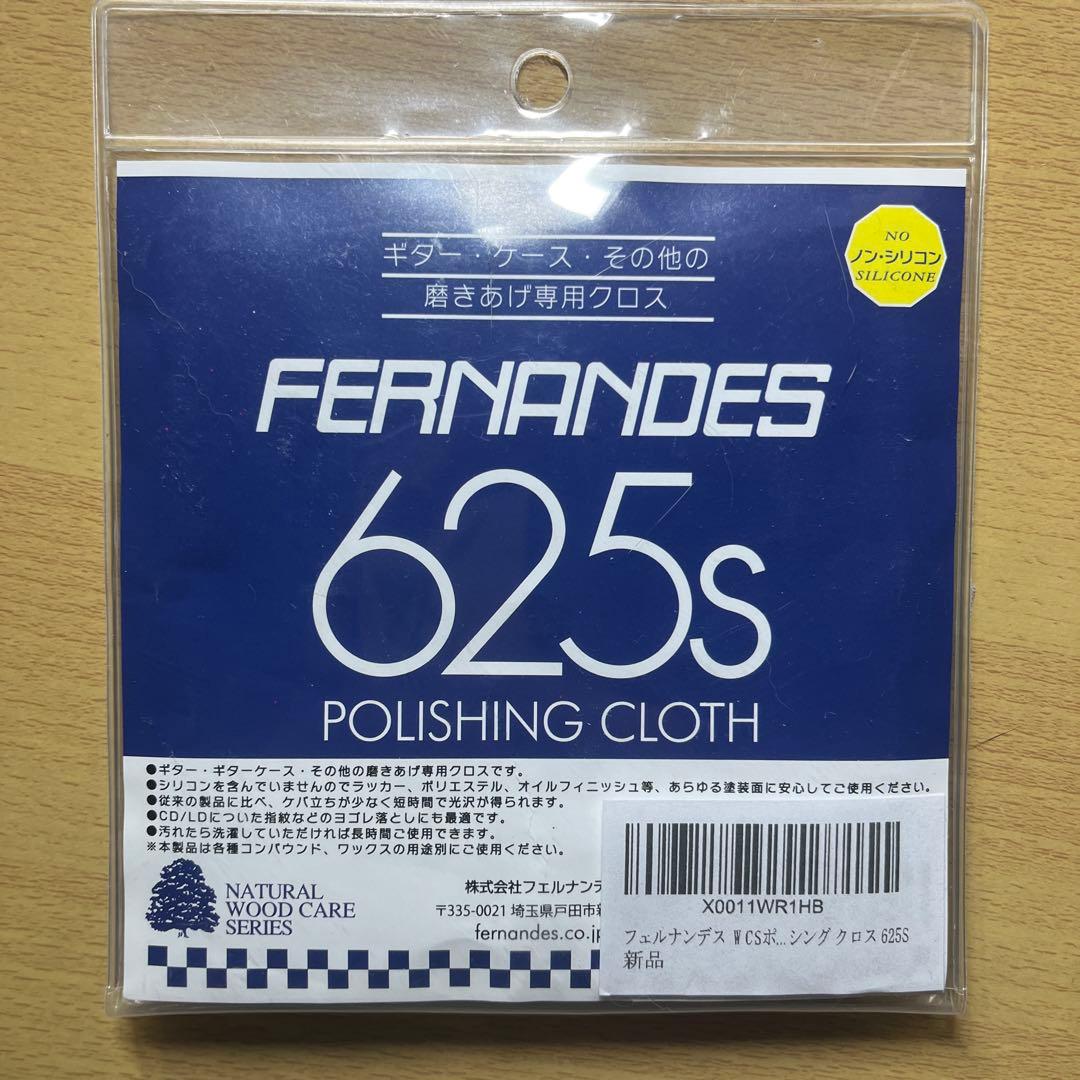 ギター・ケース・その他の
磨きあげ専用クロス
NO
ノン・シリコン
SILICONE
FERNANDES
625s
POLISHING CLOTH
●ギター・ギターケース・その他の磨きあげ専用クロスです。
●シリコンを含んでいませんのでラッカー、ポリエステル、オイルフィニッシュ等、あらゆる塗装面に安心してご使用ください。
●従来の製品に比べ、ケバ立ちが少なく短時間で光沢が得られます。
●CD/LDについた指紋などのヨゴレ落としにも最適です。
●汚れたら洗濯していただければ長時間ご使用できます。
※本製品は各種コンパウンド、ワックスの用途別にご使用ください。
NATURAL
WOOD CARE
SERIES
株式会社フェルナンデ
〒335-0021 埼玉県戸田市新
fernandes.co.jp
X0011WR1HB
フェルナンデス WCSポ...シング クロス 625S
新品